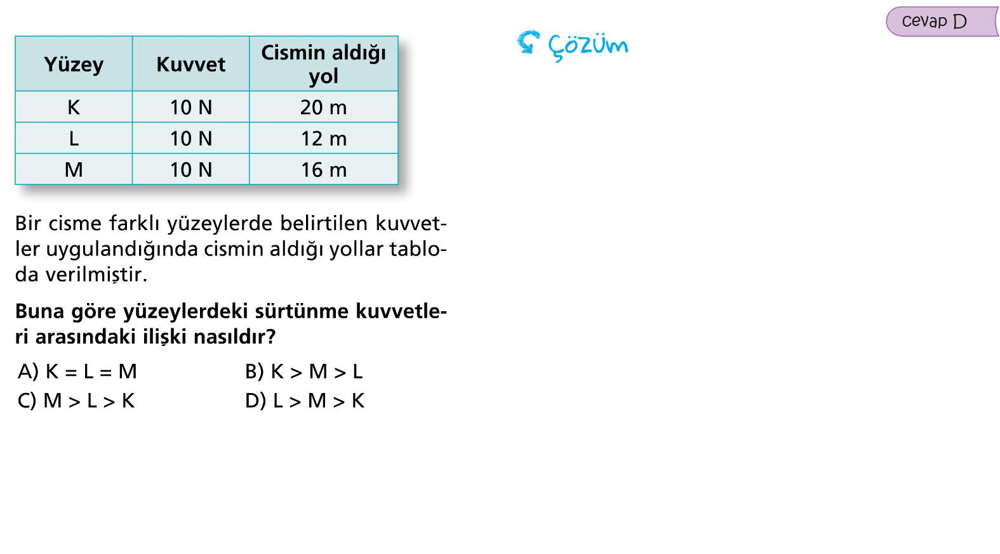 cevap D
Yüzey Kuvvet Cismin aldığı yol
K 10 N 20 m
L 10 N 12 m
M 10 N 16 m
Bir cisme farklı yüzeylerde belirtilen kuvvet-
ler uygulandığında cismin aldığı yollar tablo-
da verilmiştir.
Buna göre yüzeylerdeki sürtünme kuvvetle-
ri arasındaki ilişki nasıldır?
A) K = L = M B) K > M > L
C) M > L > K D) L > M > K
Çözüm